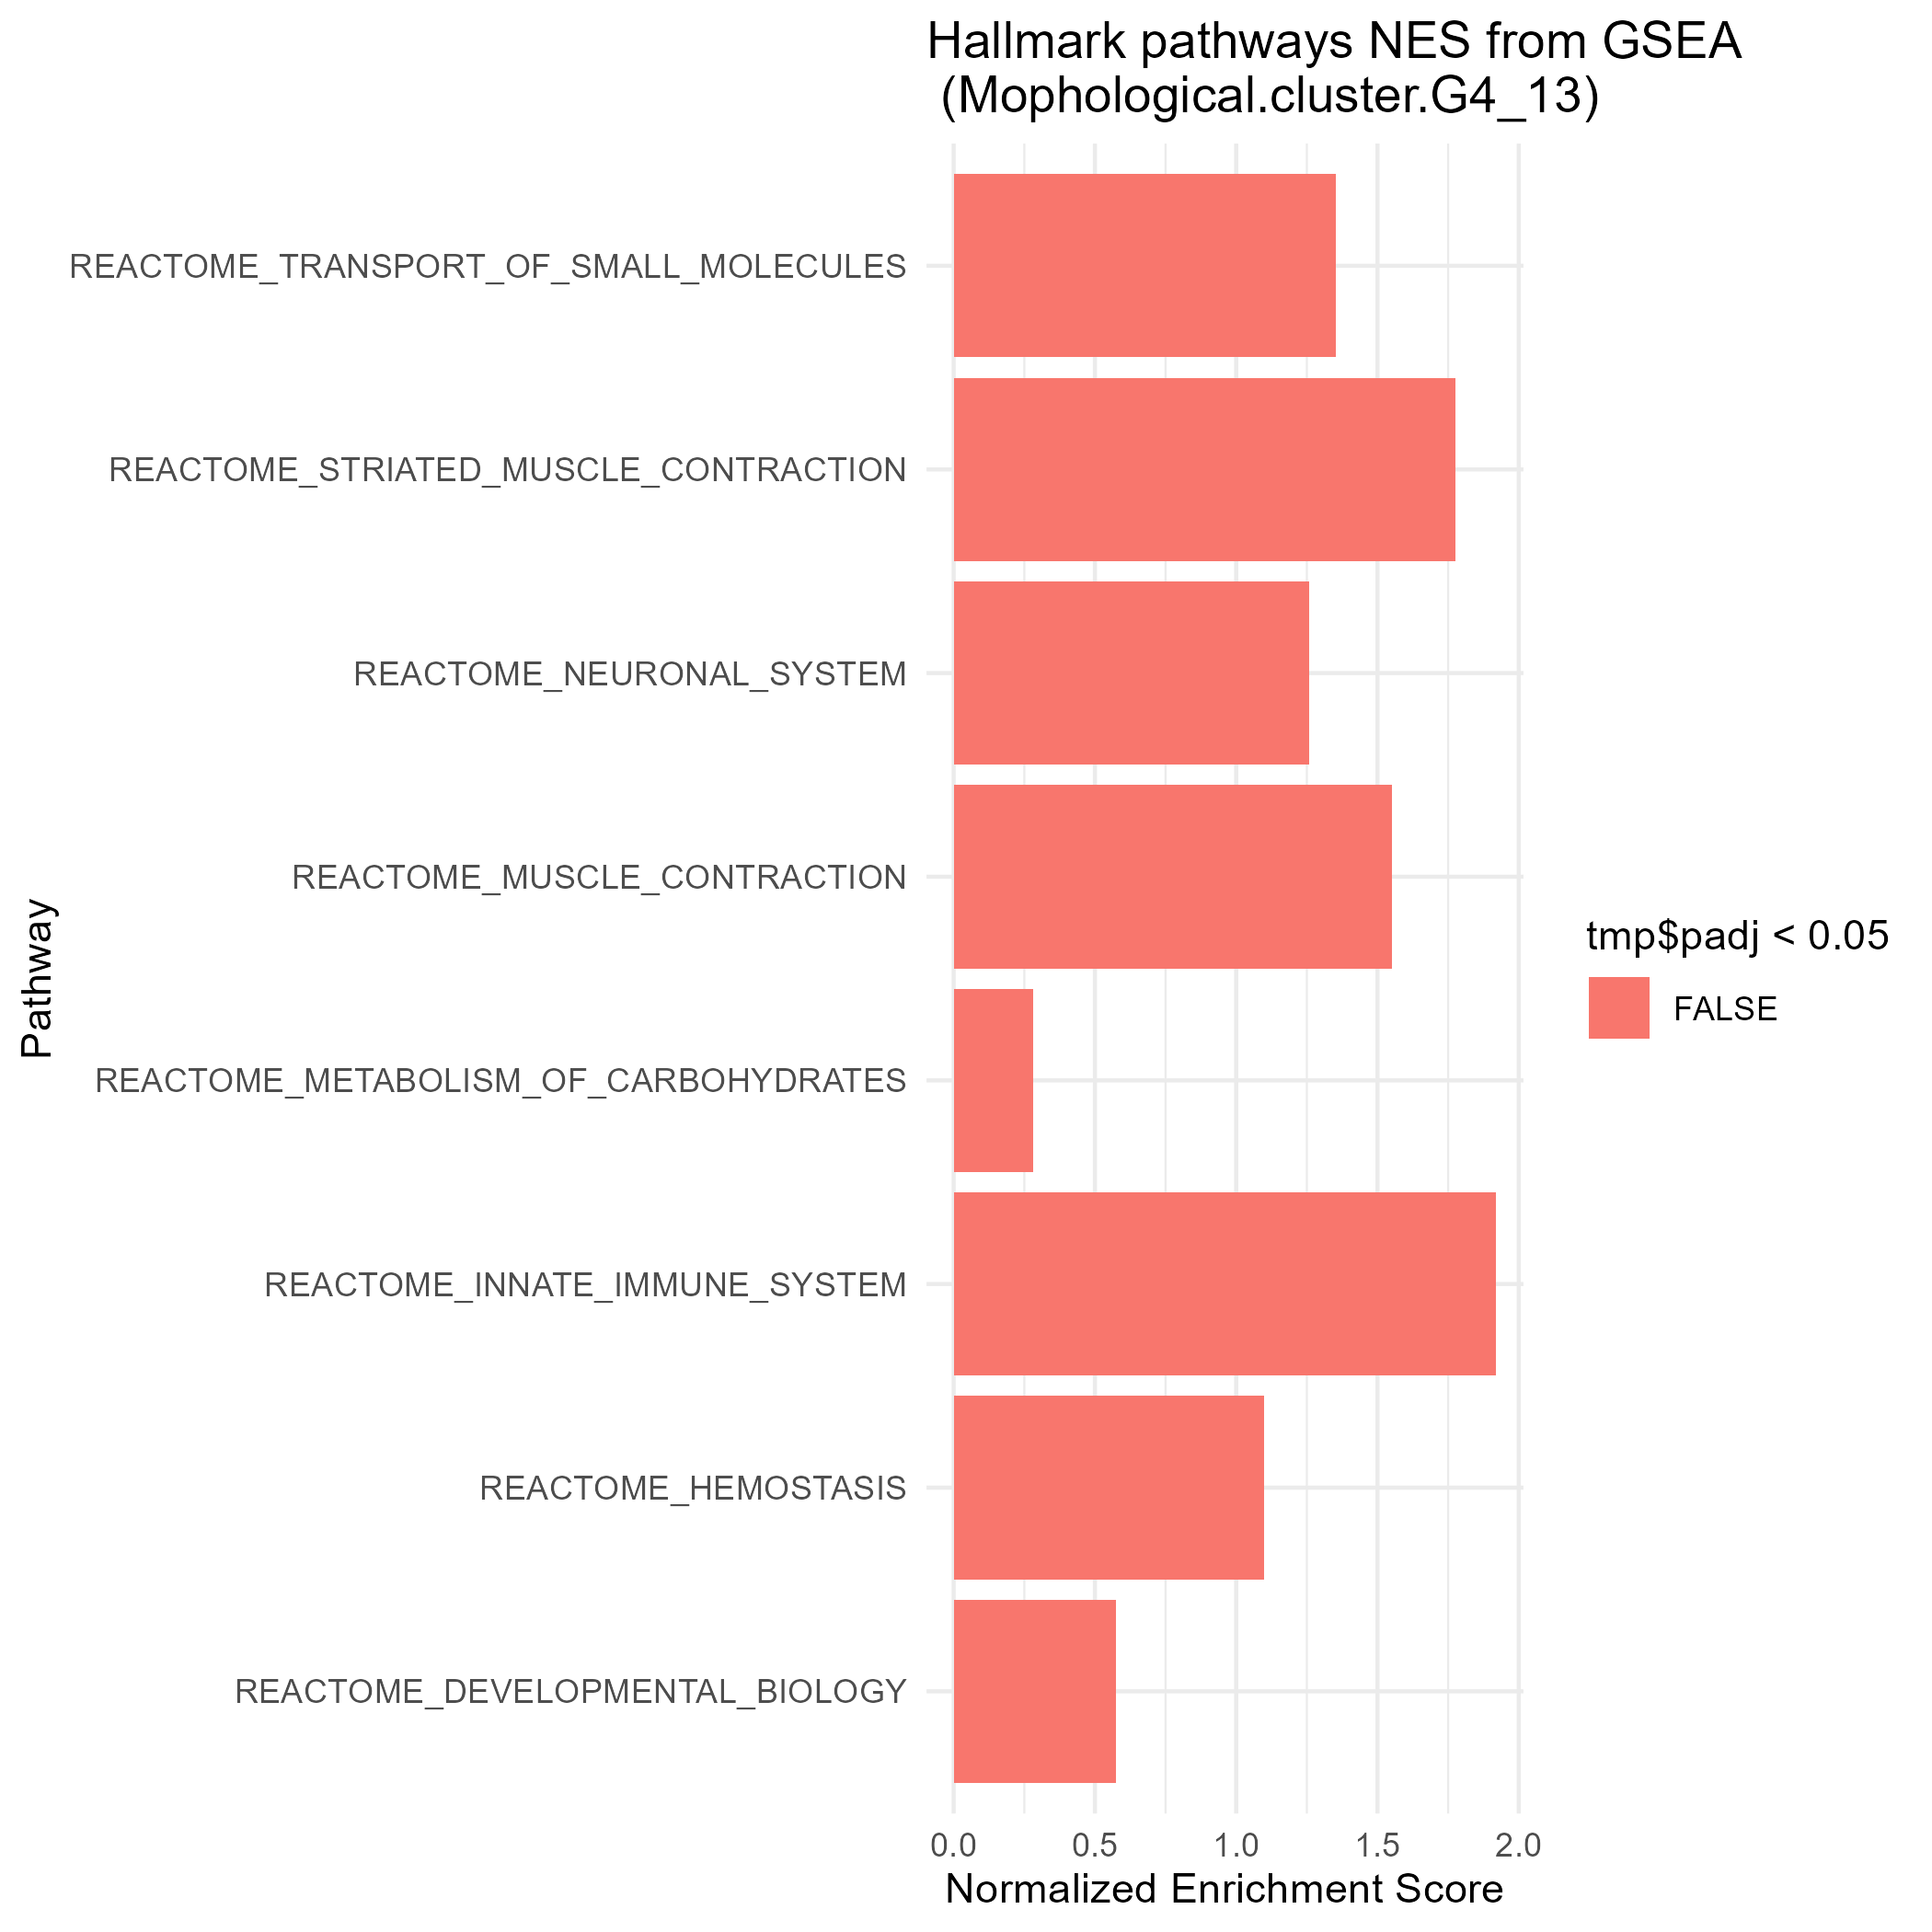 Hallmark pathways NES from GSEA
(Mophological.cluster.G4_13)
REACTOME_TRANSPORT_OF_SMALL_MOLECULES
REACTOME_STRIATED_MUSCLE_CONTRACTION
REACTOME_NEURONAL_SYSTEM
REACTOME_MUSCLE_CONTRACTION
REACTOME_METABOLISM_OF_CARBOHYDRATES
REACTOME_INNATE_IMMUNE_SYSTEM
REACTOME_HEMOSTASIS
REACTOME_DEVELOPMENTAL_BIOLOGY
Pathway
0.0 0.5 1.0 1.5 2.0
Normalized Enrichment Score
tmp$padj < 0.05
FALSE